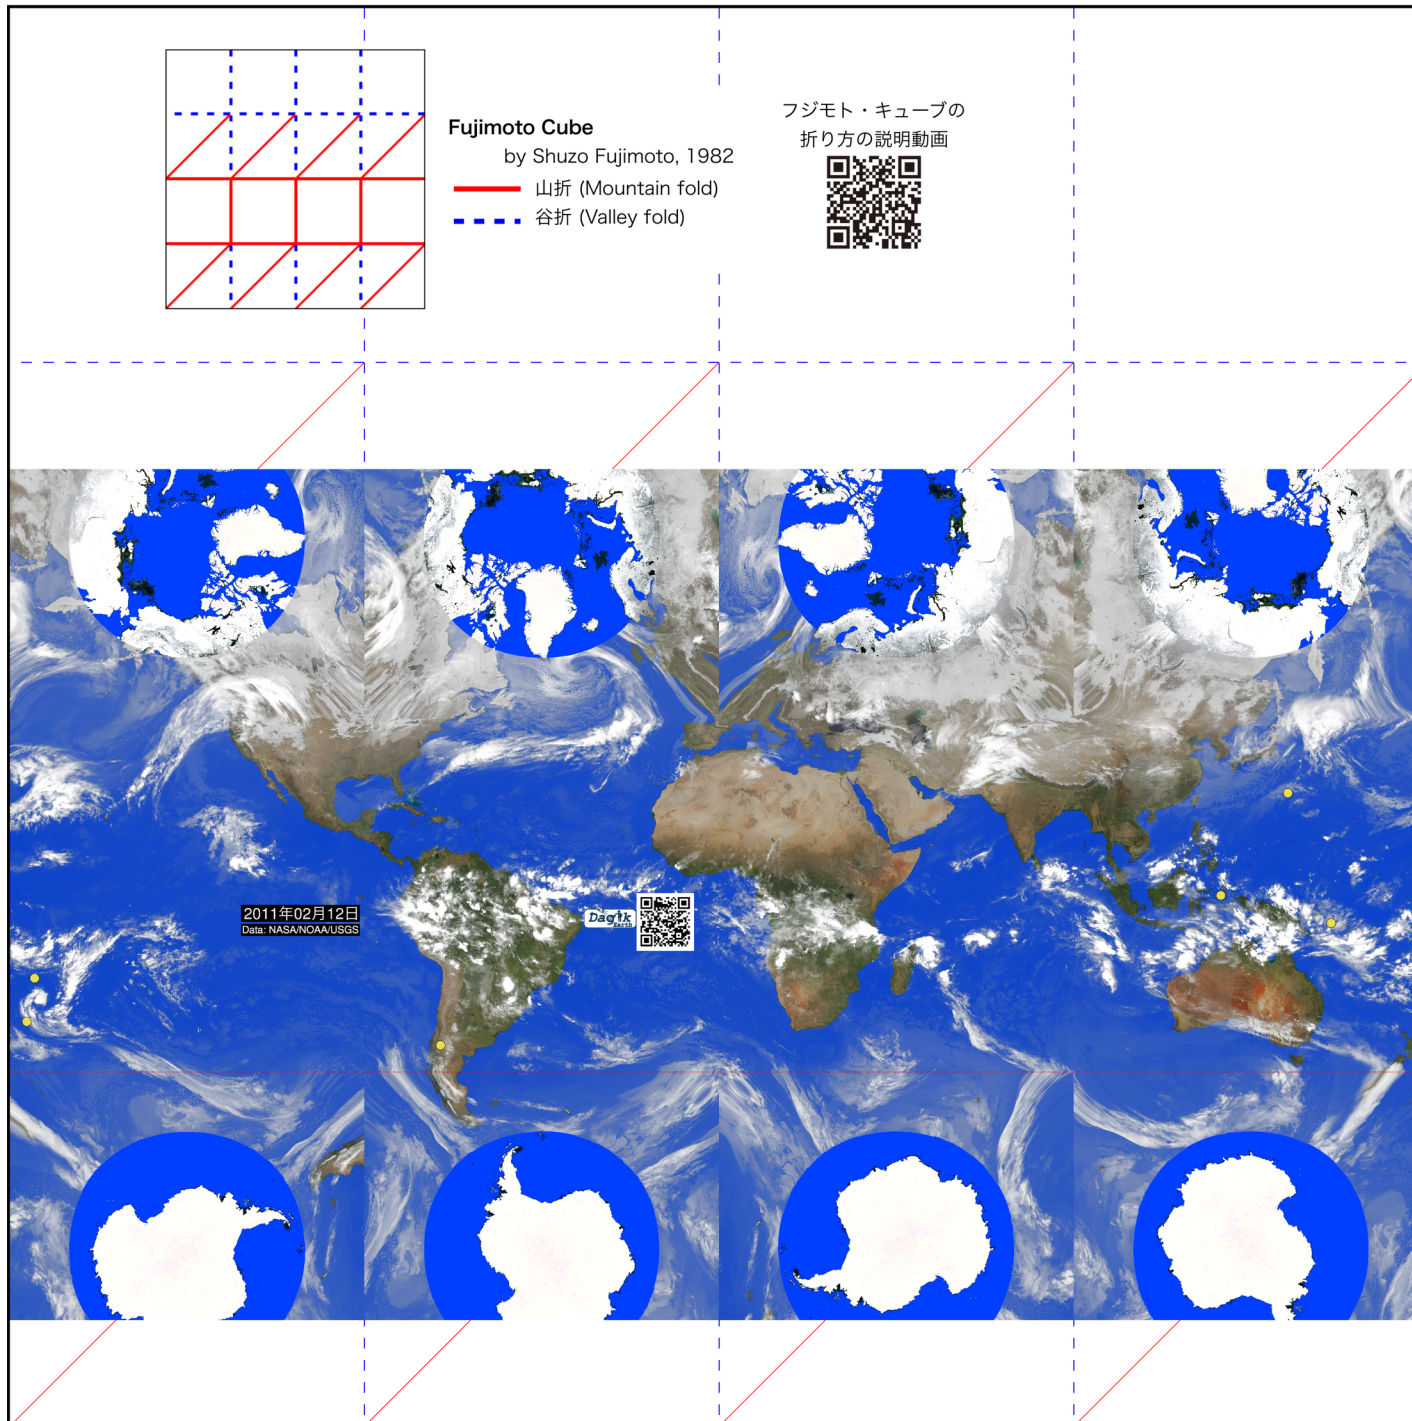 Fujimoto Cube
by Shuzo Fujimoto, 1982
山折 (Mountain fold)
谷折 (Valley fold)
フジモト・キューブの
折り方の説明動画
2011年02月12日
Data: NASA/NOAA/USGS
Dagik
Earth